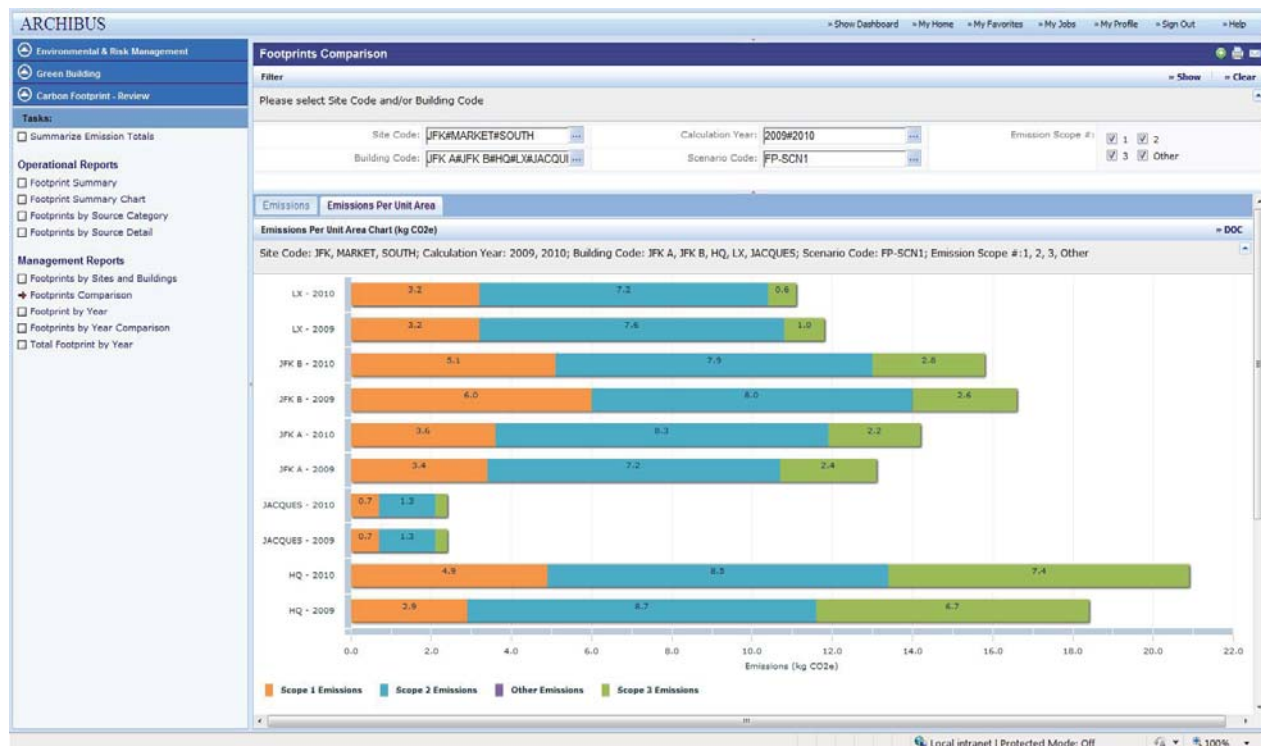 ARCHIBUS
» Show Dashboard » My Home » My Favorites » My Jobs » My Profile » Sign Out » Help
Environmental & Risk Management
Green Building
Carbon Footprint - Review
Tasks:
Summarize Emission Totals
Operational Reports
Footprint Summary
Footprint Summary Chart
Footprints by Source Category
Footprints by Source Detail
Management Reports
Footprints by Sites and Buildings
Footprints Comparison
Footprint by Year
Footprints by Year Comparison
Total Footprint by Year
Footprints Comparison
Filter » Show » Clear
Please select Site Code and/or Building Code
Site Code: JFK#MARKET#SOUTH ... Calculation Year: 2009#2010 ... Emission Scope #: 1 2
Building Code: JFK A#JFK B#HQ#LX#JACQUI ... Scenario Code: FP-SCN1 ... 3 Other
Emissions Emissions Per Unit Area
Emissions Per Unit Area Chart (kg CO2e) » DOC
Site Code: JFK, MARKET, SOUTH; Calculation Year: 2009, 2010; Building Code: JFK A, JFK B, HQ, LX, JACQUES; Scenario Code: FP-SCN1; Emission Scope #:1, 2, 3, Other
LX - 2010 3.2 7.2 0.6
LX - 2009 3.2 7.6 1.0
JFK B - 2010 5.1 7.9 2.8
JFK B - 2009 6.0 8.0 2.6
JFK A - 2010 3.6 8.3 2.2
JFK A - 2009 3.4 7.2 2.4
JACQUES - 2010 0.7 1.3
JACQUES - 2009 0.7 1.3
HQ - 2010 4.9 8.5 7.4
HQ - 2009 2.9 8.7 6.7
0.0 2.0 4.0 6.0 8.0 10.0 12.0 14.0 16.0 18.0 20.0 22.0
Emissions (kg CO2e)
Scope 1 Emissions Scope 2 Emissions Other Emissions Scope 3 Emissions
Local intranet | Protected Mode: Off 100%